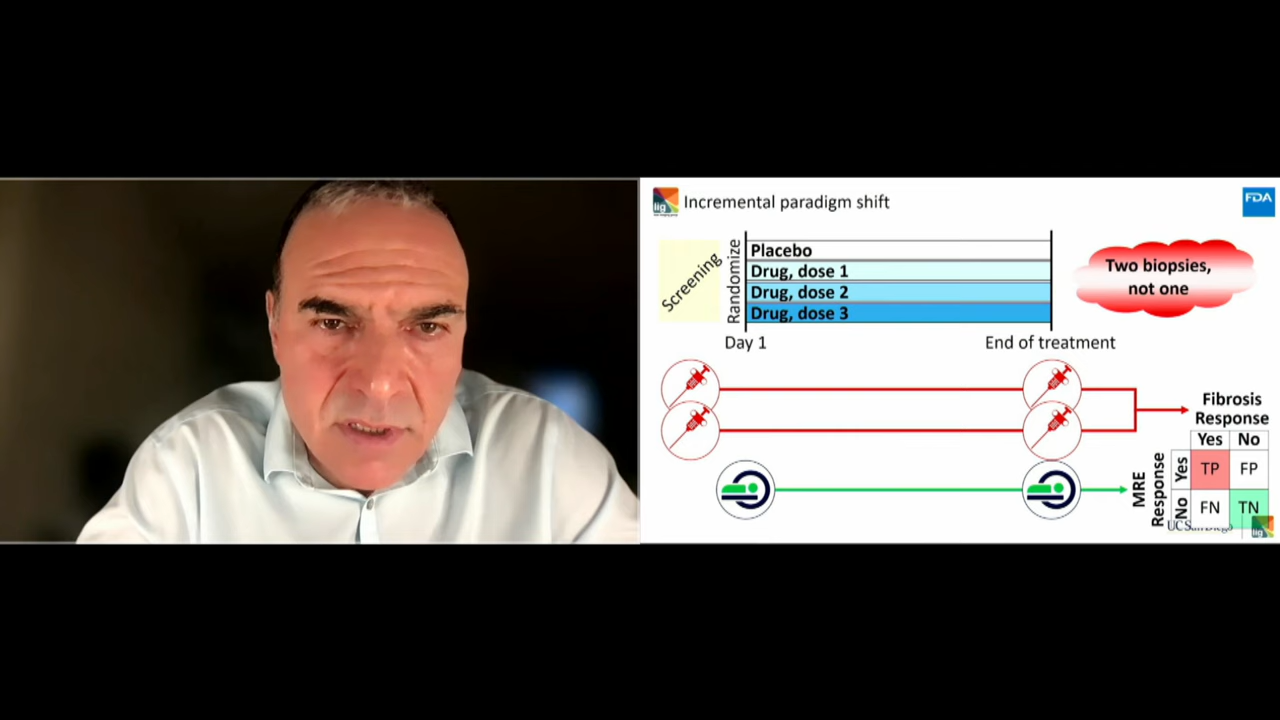 lig
Incremental paradigm shift
FDA
Screening
Randomize
Placebo
Drug, dose 1
Drug, dose 2
Drug, dose 3
Two biopsies,
not one
Day 1
End of treatment
Fibrosis
Response
Yes No
MRE
Response
Yes
TP FP
No
FN TN
UC San Diego
lig